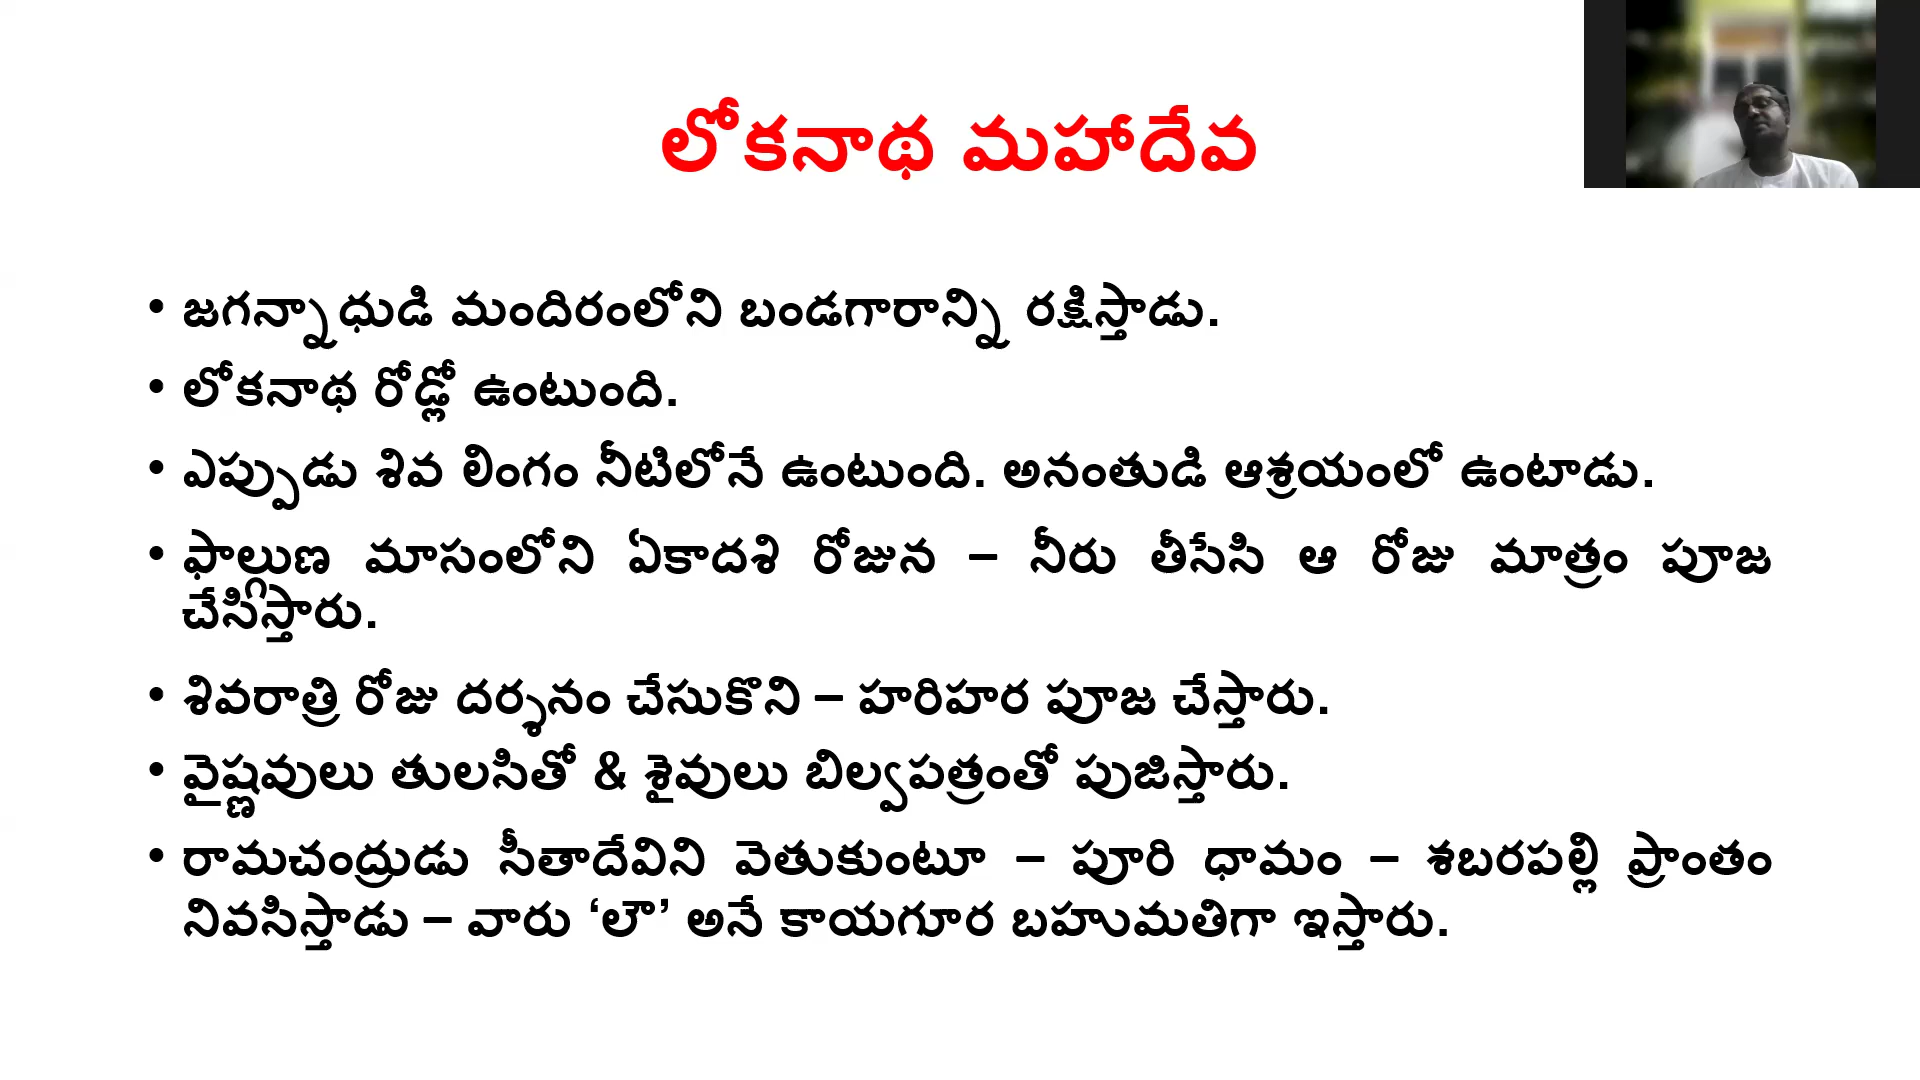 లోకనాథ మహాదేవ
• జగన్నాధుడి మందిరంలోని బండగారాన్ని రక్షిస్తాడు.
• లోకనాథ రోడ్లో ఉంటుంది.
• ఎప్పుడు శివ లింగం నీటిలోనే ఉంటుంది. అనంతుడి ఆశ్రయంలో ఉంటాడు.
• ఫాల్గుణ మాసంలోని ఏకాదశి రోజున – నీరు తీసేసి ఆ రోజు మాత్రం పూజ
చేసిస్తారు.
• శివరాత్రి రోజు దర్శనం చేసుకొని – హరిహర పూజ చేస్తారు.
• వైష్ణవులు తులసితో & శైవులు బిల్వపత్రంతో పుజిస్తారు.
• రామచంద్రుడు సీతాదేవిని వెతుకుంటూ – పూరి ధామం – శబరపల్లి ప్రాంతం
నివసిస్తాడు – వారు ‘లౌ’ అనే కాయగూర బహుమతిగా ఇస్తారు.